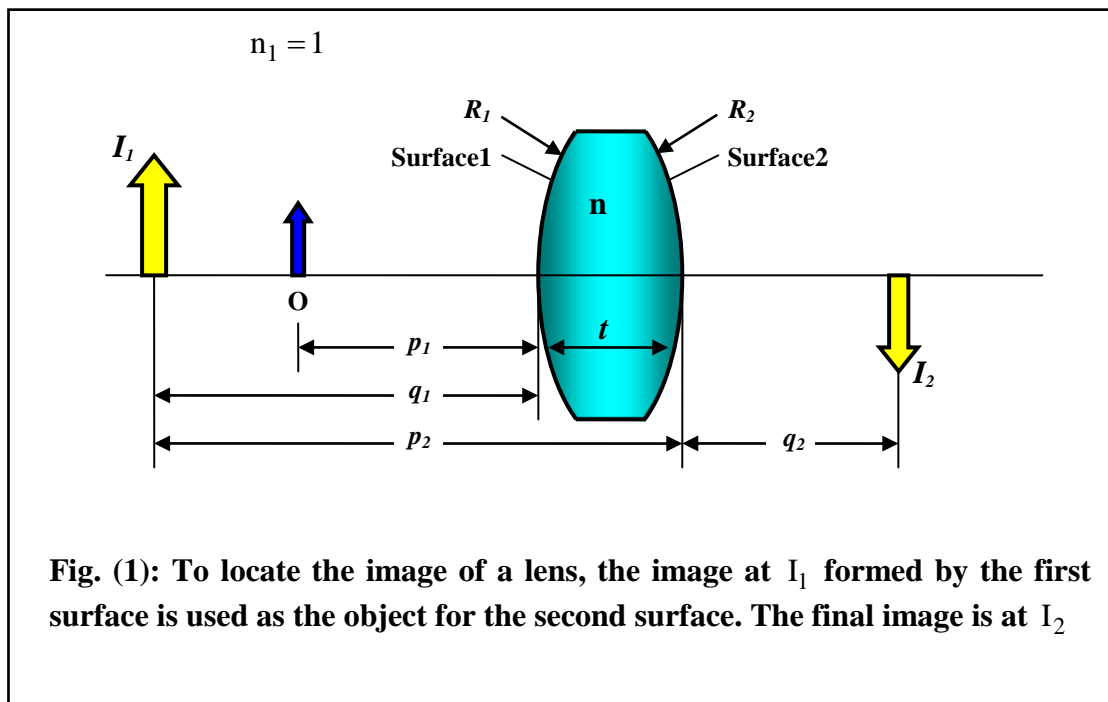 n₁ = 1
R₁ R₂
I₁ Surface1 Surface2
n
O
t
p₁
I₂
q₁
p₂ q₂
Fig. (1): To locate the image of a lens, the image at I₁ formed by the first
surface is used as the object for the second surface. The final image is at I₂